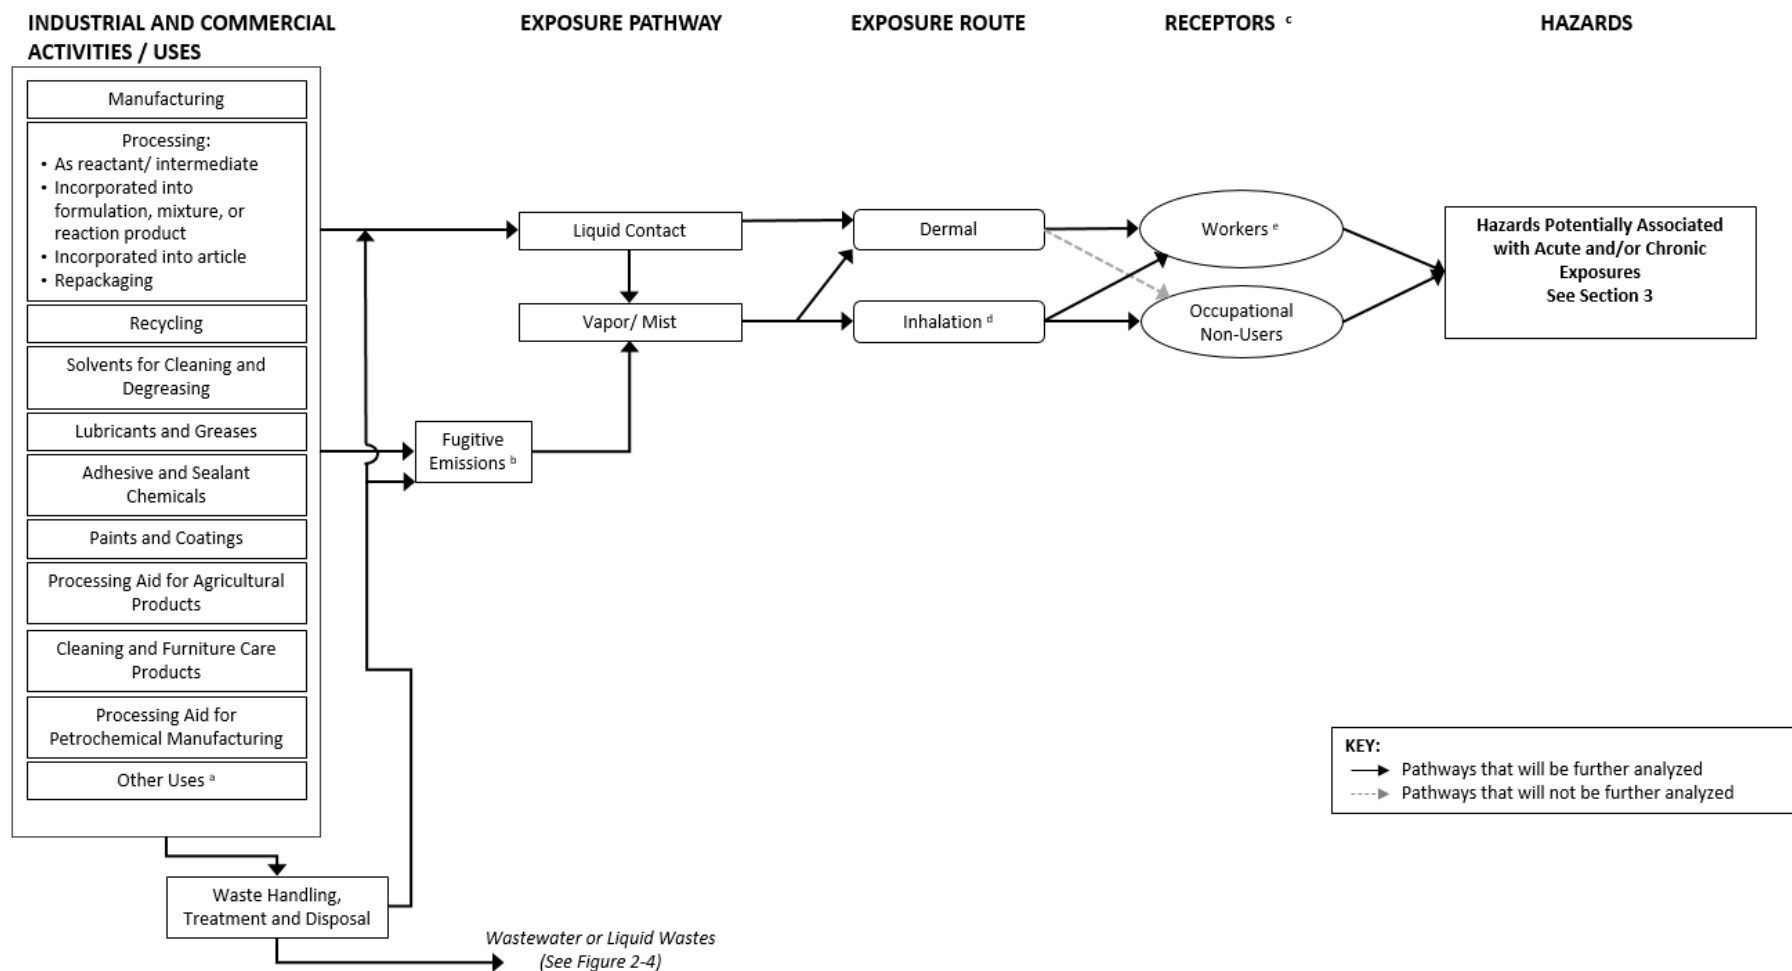 INDUSTRIAL AND COMMERCIAL
ACTIVITIES / USES
EXPOSURE PATHWAY
EXPOSURE ROUTE
RECEPTORS c
HAZARDS
Manufacturing
Processing:
• As reactant/ intermediate
• Incorporated into
formulation, mixture, or
reaction product
• Incorporated into article
• Repackaging
Recycling
Solvents for Cleaning and
Degreasing
Lubricants and Greases
Adhesive and Sealant
Chemicals
Paints and Coatings
Processing Aid for Agricultural
Products
Cleaning and Furniture Care
Products
Processing Aid for
Petrochemical Manufacturing
Other Uses a
Waste Handling,
Treatment and Disposal
Wastewater or Liquid Wastes
(See Figure 2-4)
Fugitive
Emissions b
Liquid Contact
Vapor/ Mist
Dermal
Inhalation d
Workers e
Occupational
Non-Users
Hazards Potentially Associated
with Acute and/or Chronic
Exposures
See Section 3
KEY:
Pathways that will be further analyzed
Pathways that will not be further analyzed